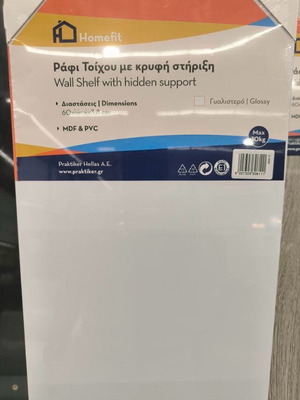 Homefit
Ράφι Τοίχου με κρυφή στήριξη
Wall Shelf with hidden support
Διαστάσεις | Dimensions
Γυαλιστερό | Glossy
MDF & PVC
Max
Praktiker Hellas A.E.
www.praktiker.gr